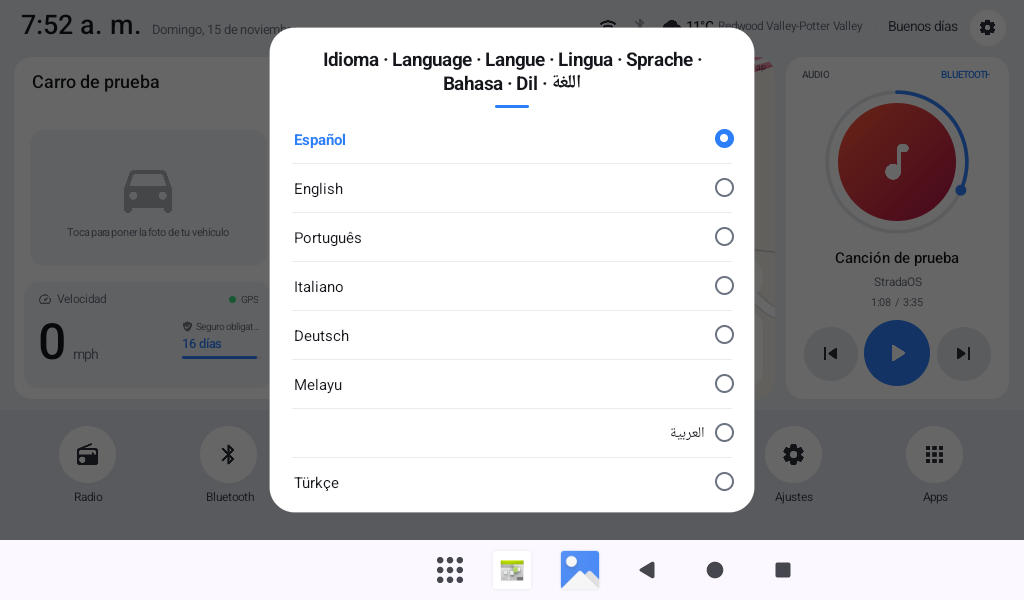 7:52 a. m.
Domingo, 15 de noviembre
11°C Redwood Valley-Potter Valley
Buenos días
Idioma · Language · Langue · Lingua · Sprache ·
Bahasa · Dil · اللغة
Español
English
Português
Italiano
Deutsch
Melayu
العربية
Türkçe
Carro de prueba
Toca para poner la foto de tu vehículo
Velocidad
GPS
0 mph
Seguro obligat...
16 días
AUDIO
BLUETOOTH
Canción de prueba
StradaOS
1:08 / 3:35
Radio
Bluetooth
Ajustes
Apps